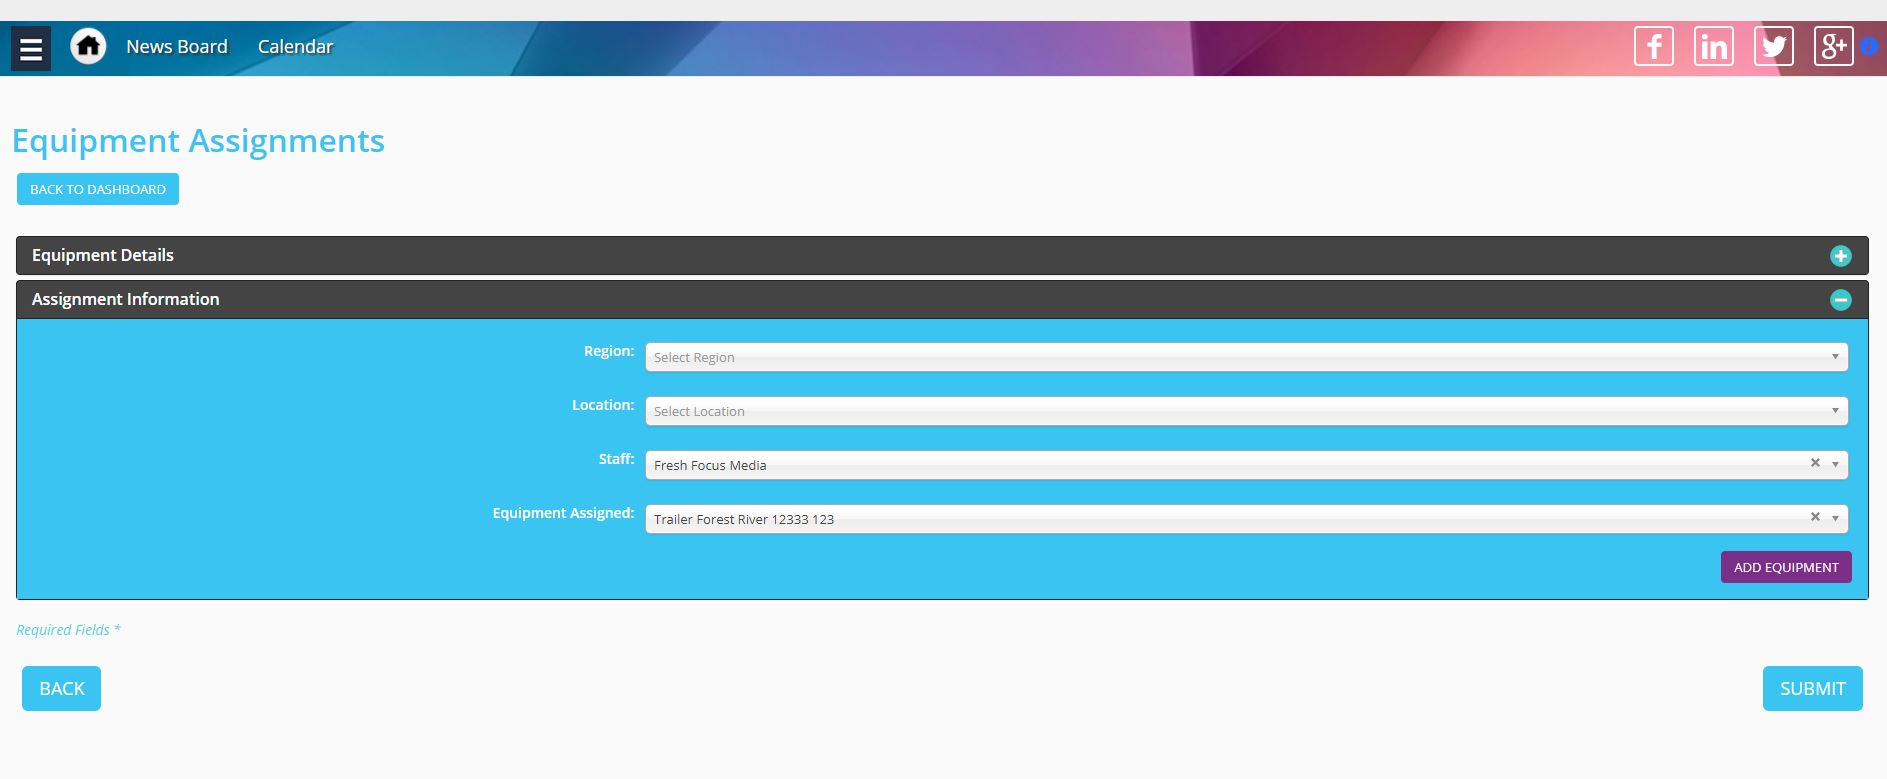 News Board Calendar
Equipment Assignments
BACK TO DASHBOARD
Equipment Details
Assignment Information
Region: Select Region
Location: Select Location
Staff: Fresh Focus Media
Equipment Assigned: Trailer Forest River 12333 123
ADD EQUIPMENT
Required Fields *
BACK SUBMIT